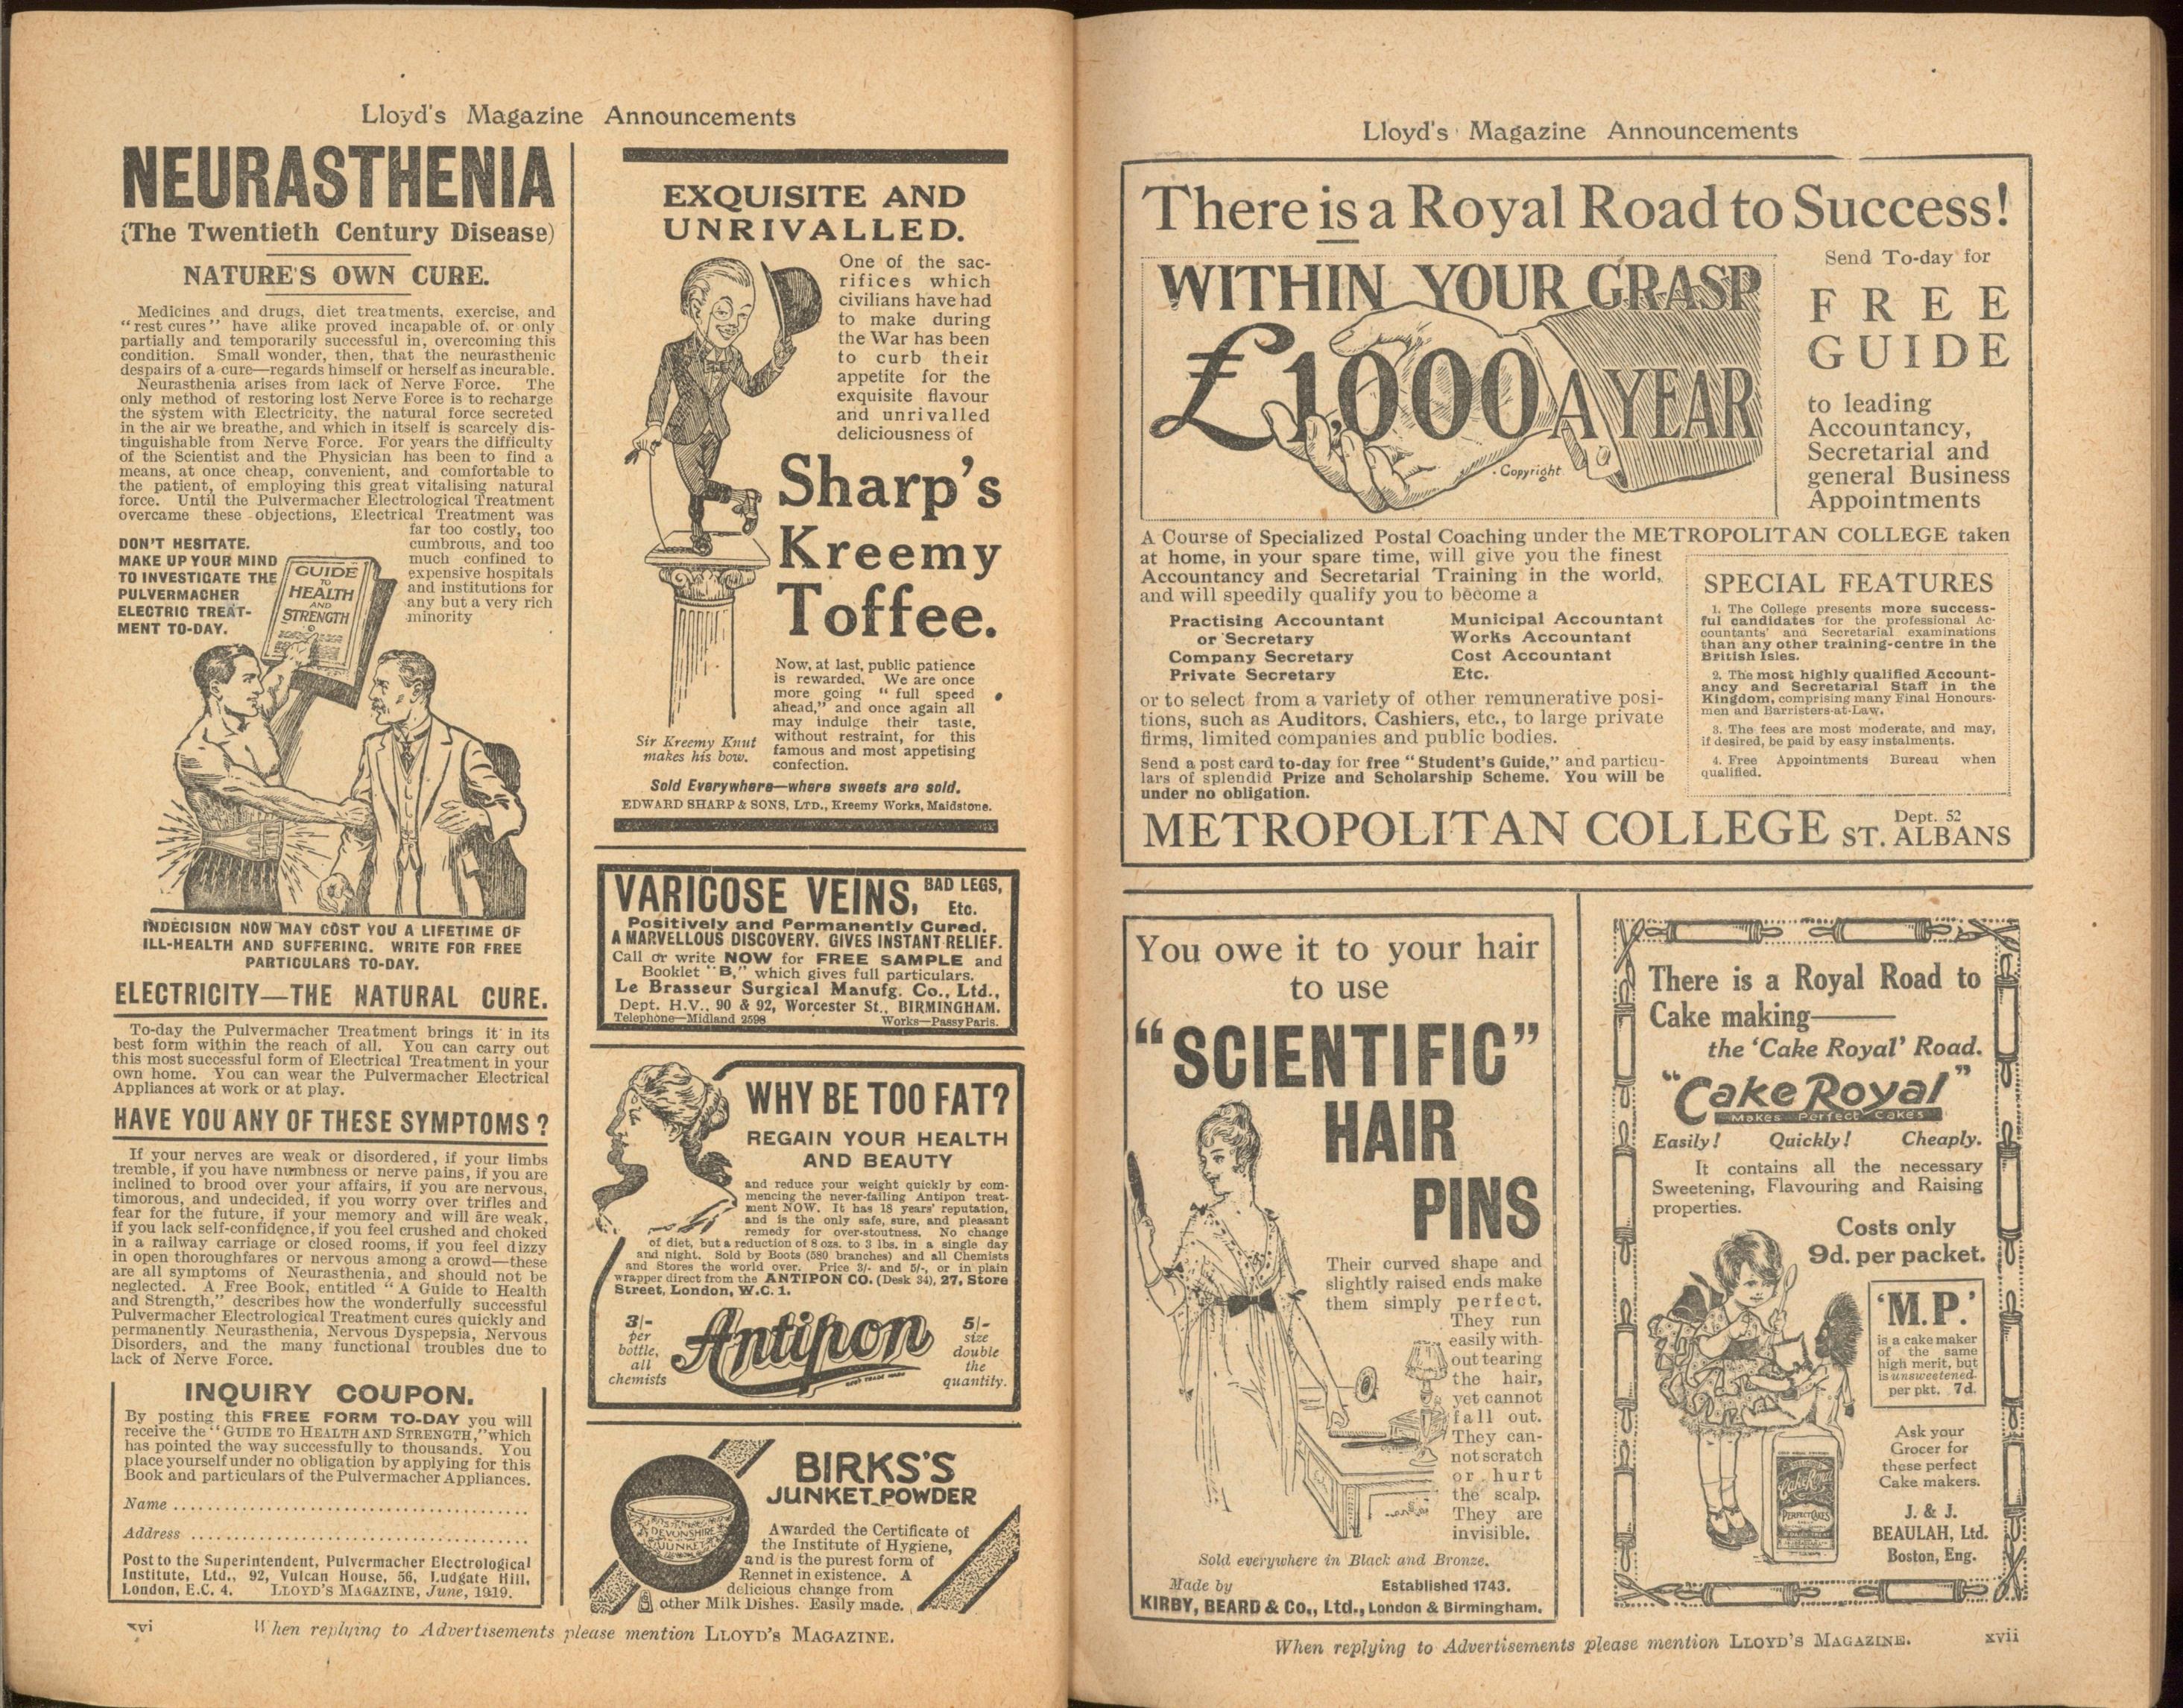 Lloyd's Magazine Announcements
NEURASTHENIA
(The Twentieth Century Disease)
NATURE'S OWN CURE.
Medicines and drugs, diet treatments, exercise, and
"rest cures" have alike proved incapable of, or only
partially and temporarily successful in, overcoming this
condition. Small wonder, then, that the neurasthenic
despairs of a cure—regards himself or herself as incurable.
Neurasthenia arises from lack of Nerve Force. The
only method of restoring lost Nerve Force is to recharge
the system with Electricity, the natural force secreted
in the air we breathe, and which in itself is scarcely dis-
tinguishable from Nerve Force. For years the difficulty
of the Scientist and the Physician has been to find a
means, at once cheap, convenient, and comfortable to
the patient, of employing this great vitalising natural
force. Until the Pulvermacher Electrological Treatment
overcame these objections, Electrical Treatment was
far too costly, too
cumbrous, and too
much confined to
expensive hospitals
and institutions for
any but a very rich
minority
DON'T HESITATE.
MAKE UP YOUR MIND
TO INVESTIGATE THE
PULVERMACHER
ELECTRIC TREAT-
MENT TO-DAY.
GUIDE
TO
HEALTH
AND
STRENGTH
INDECISION NOW MAY COST YOU A LIFETIME OF
ILL-HEALTH AND SUFFERING. WRITE FOR FREE
PARTICULARS TO-DAY.
ELECTRICITY—THE NATURAL CURE.
To-day the Pulvermacher Treatment brings it in its
best form within the reach of all. You can carry out
this most successful form of Electrical Treatment in your
own home. You can wear the Pulvermacher Electrical
Appliances at work or at play.
HAVE YOU ANY OF THESE SYMPTOMS?
If your nerves are weak or disordered, if your limbs
tremble, if you have numbness or nerve pains, if you are
inclined to brood over your affairs, if you are nervous,
timorous, and undecided, if you worry over trifles and
fear for the future, if your memory and will are weak,
if you lack self-confidence, if you feel crushed and choked
in a railway carriage or closed rooms, if you feel dizzy
in open thoroughfares or nervous among a crowd—these
are all symptoms of Neurasthenia, and should not be
neglected. A Free Book, entitled "A Guide to Health
and Strength," describes how the wonderfully successful
Pulvermacher Electrological Treatment cures quickly and
permanently Neurasthenia, Nervous Dyspepsia, Nervous
Disorders, and the many functional troubles due to
lack of Nerve Force.
INQUIRY COUPON.
By posting this FREE FORM TO-DAY you will
receive the "GUIDE TO HEALTH AND STRENGTH," which
has pointed the way successfully to thousands. You
place yourself under no obligation by applying for this
Book and particulars of the Pulvermacher Appliances.
Name
Address
Post to the Superintendent, Pulvermacher Electrological
Institute, Ltd., 92, Vulcan House, 56, Ludgate Hill,
London, E.C. 4. LLOYD'S MAGAZINE, June, 1919.
EXQUISITE AND
UNRIVALLED.
One of the sac-
rifices which
civilians have had
to make during
the War has been
to curb their
appetite for the
exquisite flavour
and unrivalled
deliciousness of
Sharp's
Kreemy
Toffee.
Now, at last, public patience
is rewarded. We are once
more going "full speed
ahead," and once again all
may indulge their taste,
without restraint, for this
famous and most appetising
confection.
Sir Kreemy Knut
makes his bow.
Sold Everywhere—where sweets are sold.
EDWARD SHARP & SONS, LTD., Kreemy Works, Maidstone.
VARICOSE VEINS, BAD LEGS,
Etc.
Positively and Permanently Cured.
A MARVELLOUS DISCOVERY. GIVES INSTANT RELIEF.
Call or write NOW for FREE SAMPLE and
Booklet "B," which gives full particulars.
Le Brasseur Surgical Manufg. Co., Ltd.,
Dept. H.V., 90 & 92, Worcester St., BIRMINGHAM.
Telephone—Midland 2598 Works—Passy Paris.
WHY BE TOO FAT?
REGAIN YOUR HEALTH
AND BEAUTY
and reduce your weight quickly by com-
mencing the never-failing Antipon treat-
ment NOW. It has 18 years' reputation,
and is the only safe, sure, and pleasant
remedy for over-stoutness. No change
of diet, but a reduction of 8 ozs. to 3 lbs. in a single day
and night. Sold by Boots (580 branches) and all Chemists
and Stores the world over. Price 3/- and 5/-, or in plain
wrapper direct from the ANTIPON CO. (Desk 34), 27, Store
Street, London, W.C. 1.
3/-
per
bottle,
all
chemists
Antipon
5/-
size
double
the
quantity.
BIRKS'S
JUNKET POWDER
DEVONSHIRE
JUNKET
Awarded the Certificate of
the Institute of Hygiene,
and is the purest form of
Rennet in existence. A
delicious change from
other Milk Dishes. Easily made.
xvi When replying to Advertisements please mention LLOYD'S MAGAZINE.
Lloyd's Magazine Announcements
There is a Royal Road to Success!
WITHIN YOUR GRASP
£1,000 A YEAR
Copyright
Send To-day for
FREE
GUIDE
to leading
Accountancy,
Secretarial and
general Business
Appointments
A Course of Specialized Postal Coaching under the METROPOLITAN COLLEGE taken
at home, in your spare time, will give you the finest
Accountancy and Secretarial Training in the world,
and will speedily qualify you to become a
Practising Accountant
or Secretary
Company Secretary
Private Secretary
Municipal Accountant
Works Accountant
Cost Accountant
Etc.
or to select from a variety of other remunerative posi-
tions, such as Auditors, Cashiers, etc., to large private
firms, limited companies and public bodies.
Send a post card to-day for free "Student's Guide," and particu-
lars of splendid Prize and Scholarship Scheme. You will be
under no obligation.
SPECIAL FEATURES
1. The College presents more success-
ful candidates for the professional Ac-
countants' and Secretarial examinations
than any other training-centre in the
British Isles.
2. The most highly qualified Account-
ancy and Secretarial Staff in the
Kingdom, comprising many Final Honours-
men and Barristers-at-Law.
3. The fees are most moderate, and may,
if desired, be paid by easy instalments.
4. Free Appointments Bureau when
qualified.
METROPOLITAN COLLEGE Dept. 52
ST. ALBANS
You owe it to your hair
to use
"SCIENTIFIC"
HAIR
PINS
Their curved shape and
slightly raised ends make
them simply perfect.
They run
easily with-
out tearing
the hair,
yet cannot
fall out.
They can-
not scratch
or hurt
the scalp.
They are
invisible.
Sold everywhere in Black and Bronze.
Made by Established 1743.
KIRBY, BEARD & Co., Ltd., London & Birmingham.
There is a Royal Road to
Cake making—
the 'Cake Royal' Road.
"Cake Royal"
Makes Perfect Cakes
Easily! Quickly! Cheaply.
It contains all the necessary
Sweetening, Flavouring and Raising
properties.
Costs only
9d. per packet.
'M.P.'
is a cake maker
of the same
high merit, but
is unsweetened.
per pkt. 7d.
Cake Royal
PERFECT CAKES
Ask your
Grocer for
these perfect
Cake makers.
J. & J.
BEAULAH, Ltd.
Boston, Eng.
When replying to Advertisements please mention LLOYD'S MAGAZINE. xvii